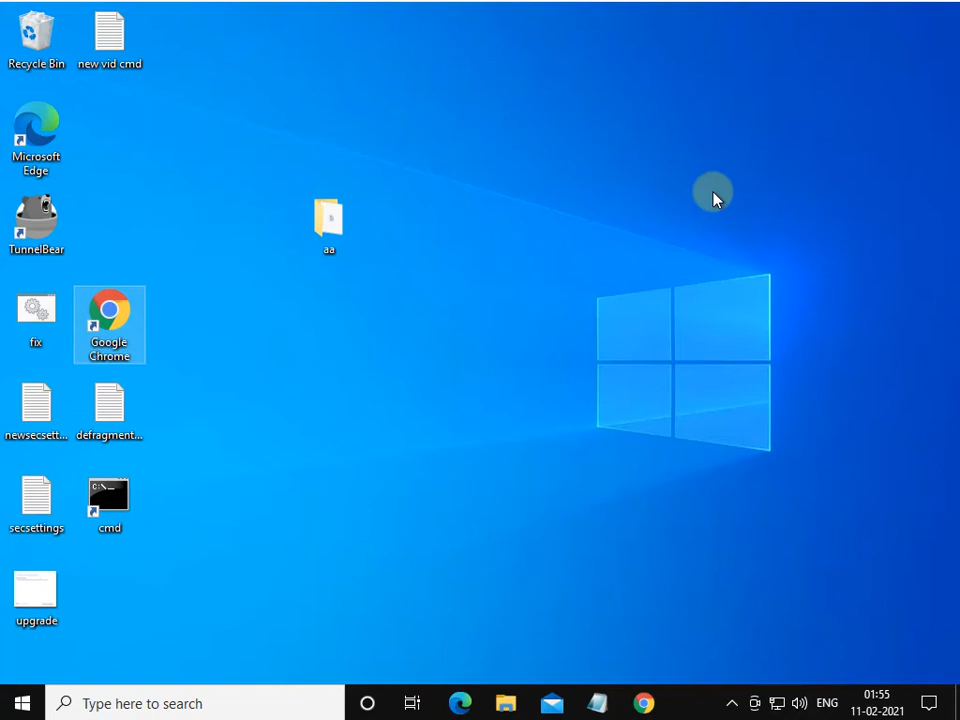 Recycle Bin
new vid cmd
Microsoft
Edge
TunnelBear
aa
fix
Google
Chrome
newsecsett...
defragment...
C:\_
secsettings
cmd
upgrade
Type here to search
ENG
01:55
11-02-2021